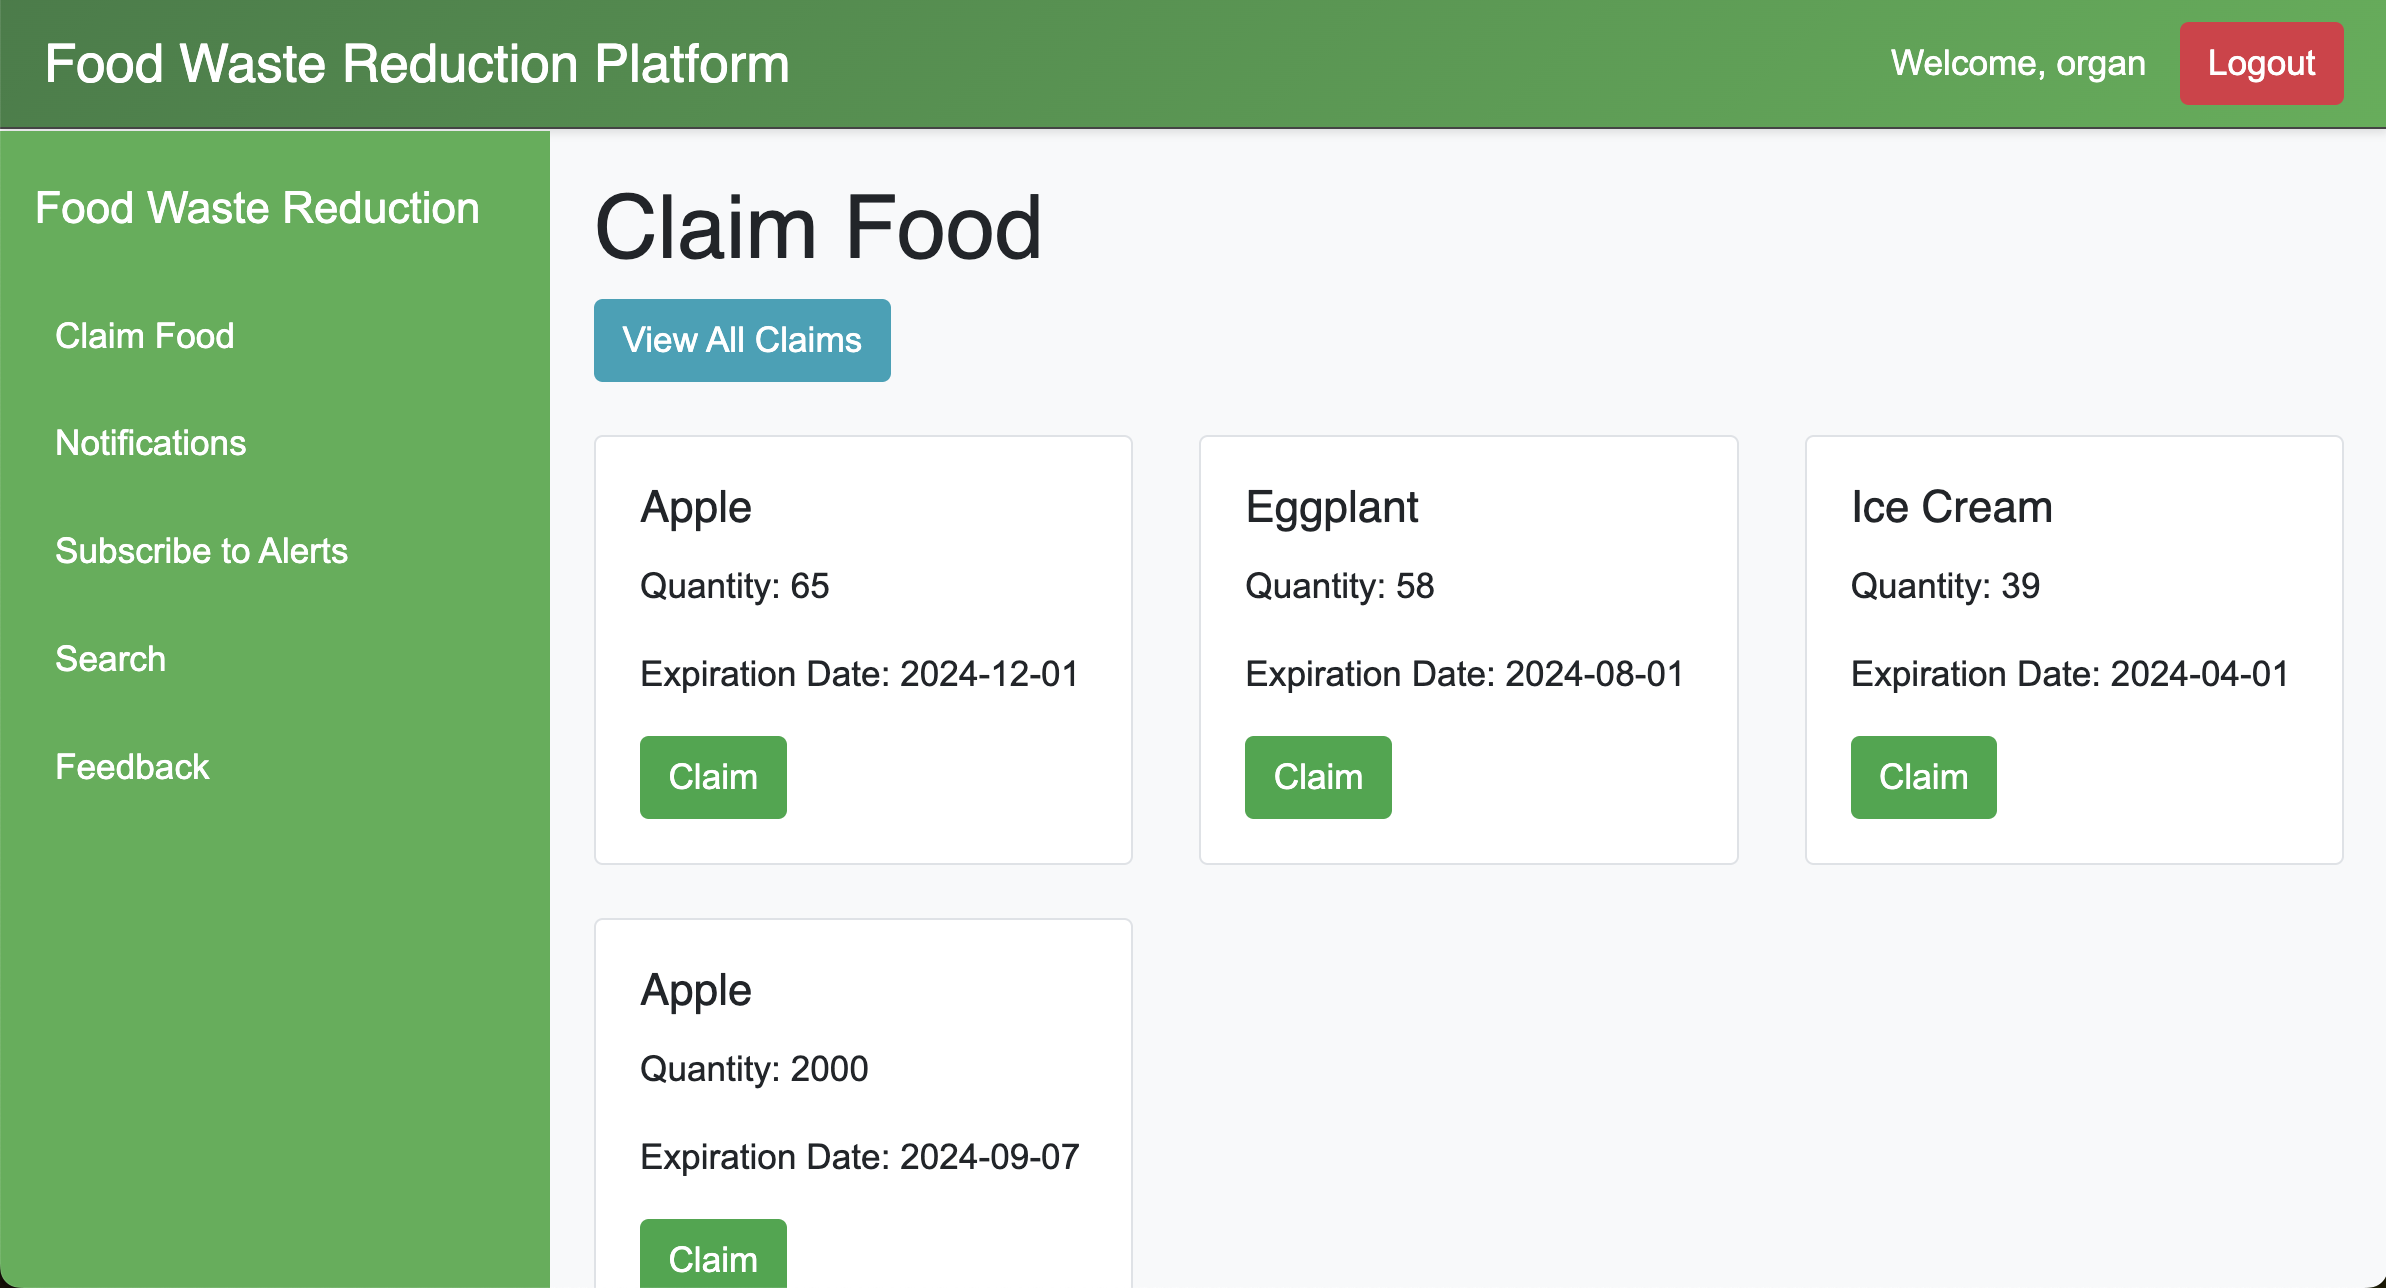 Food Waste Reduction Platform
Welcome, organ
Logout
Food Waste Reduction
Claim Food
Notifications
Subscribe to Alerts
Search
Feedback
Claim Food
View All Claims
Apple
Quantity: 65
Expiration Date: 2024-12-01
Claim
Eggplant
Quantity: 58
Expiration Date: 2024-08-01
Claim
Ice Cream
Quantity: 39
Expiration Date: 2024-04-01
Claim
Apple
Quantity: 2000
Expiration Date: 2024-09-07
Claim